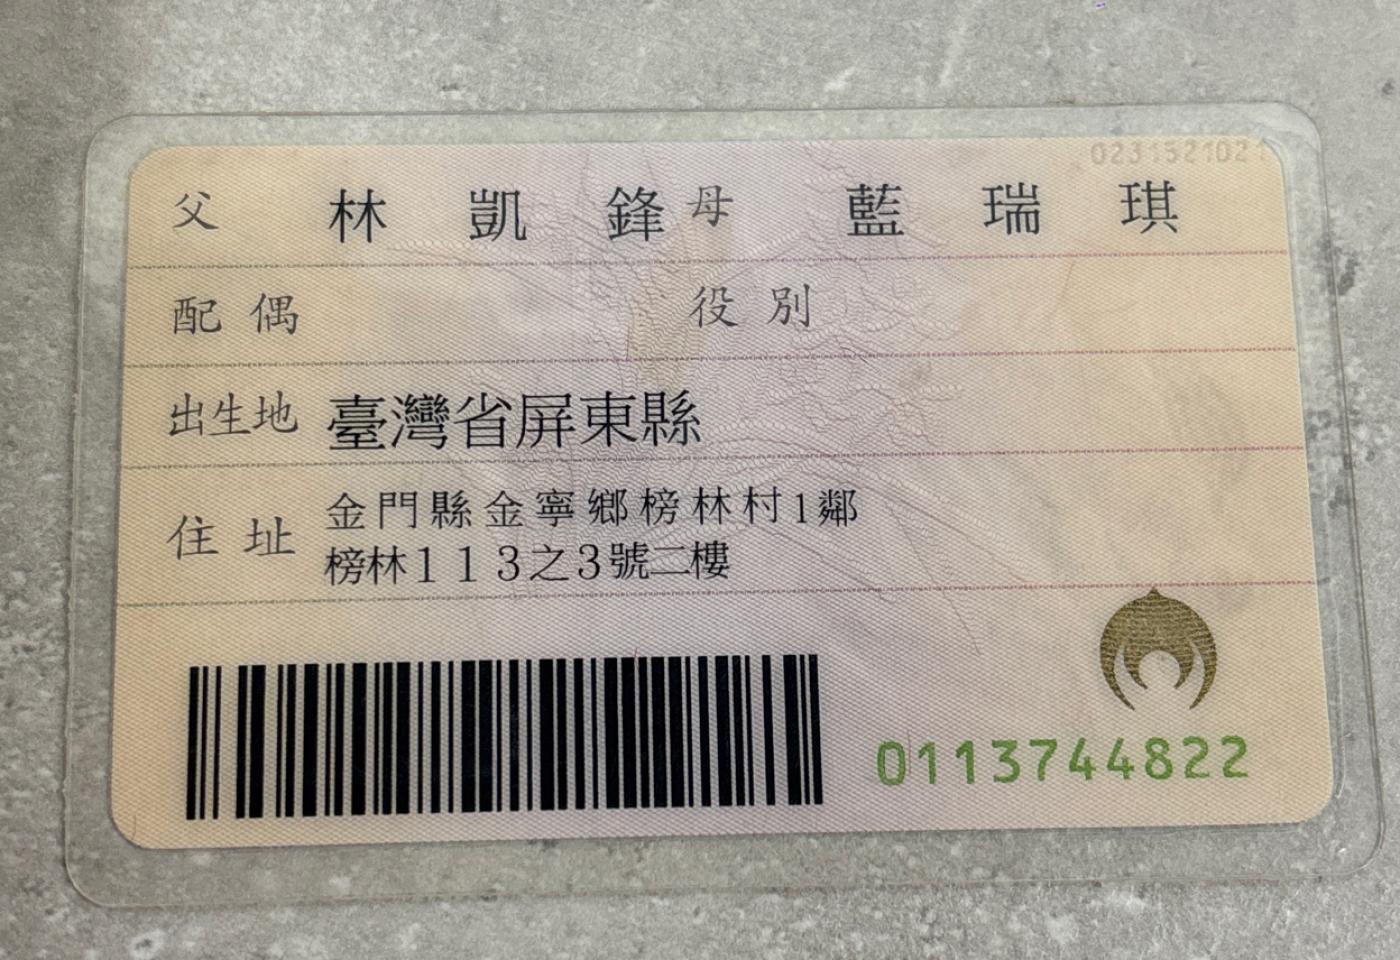 0231521021
父 林凱鋒 母 藍瑞琪
配偶 役別
出生地 臺灣省屏東縣
住址 金門縣金寧鄉榜林村1鄰
榜林113之3號二樓
0113744822